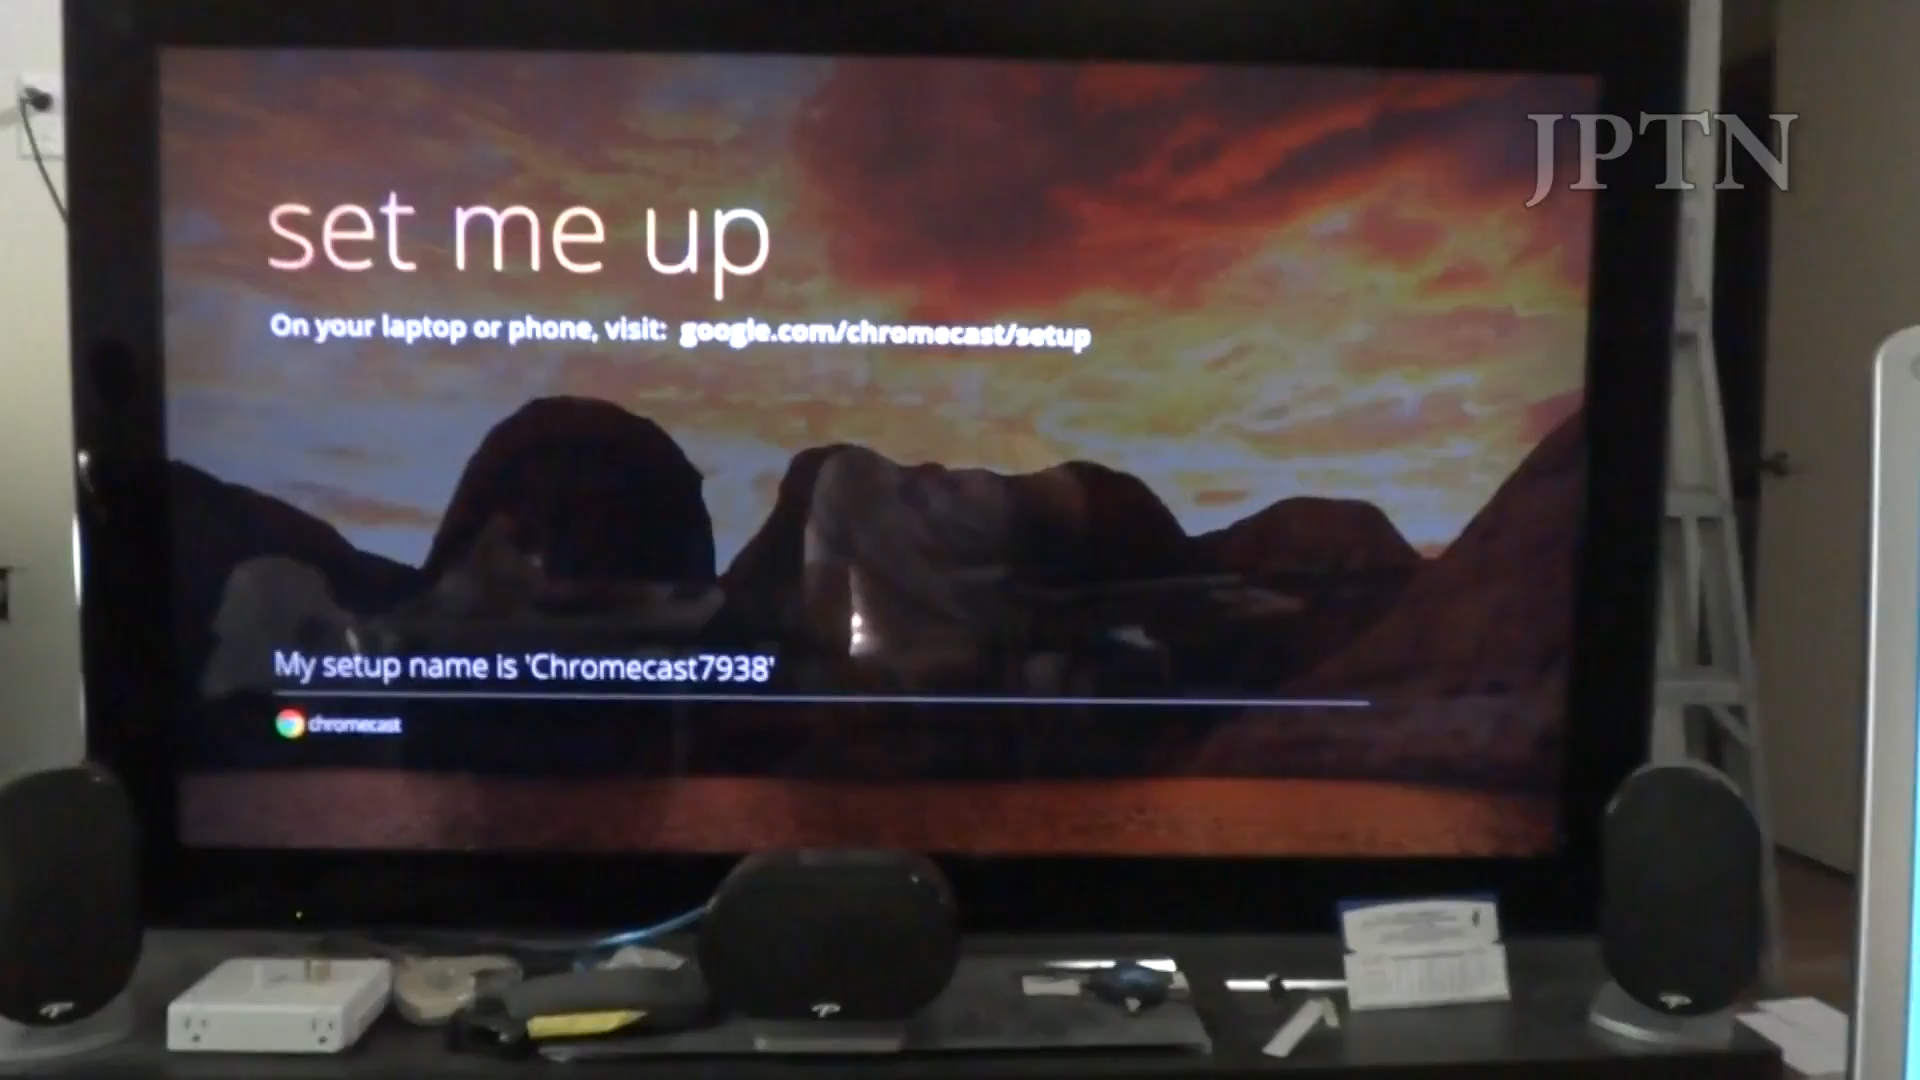 JPTN
set me up
On your laptop or phone, visit: google.com/chromecast/setup
My setup name is 'Chromecast7938'
chromecast